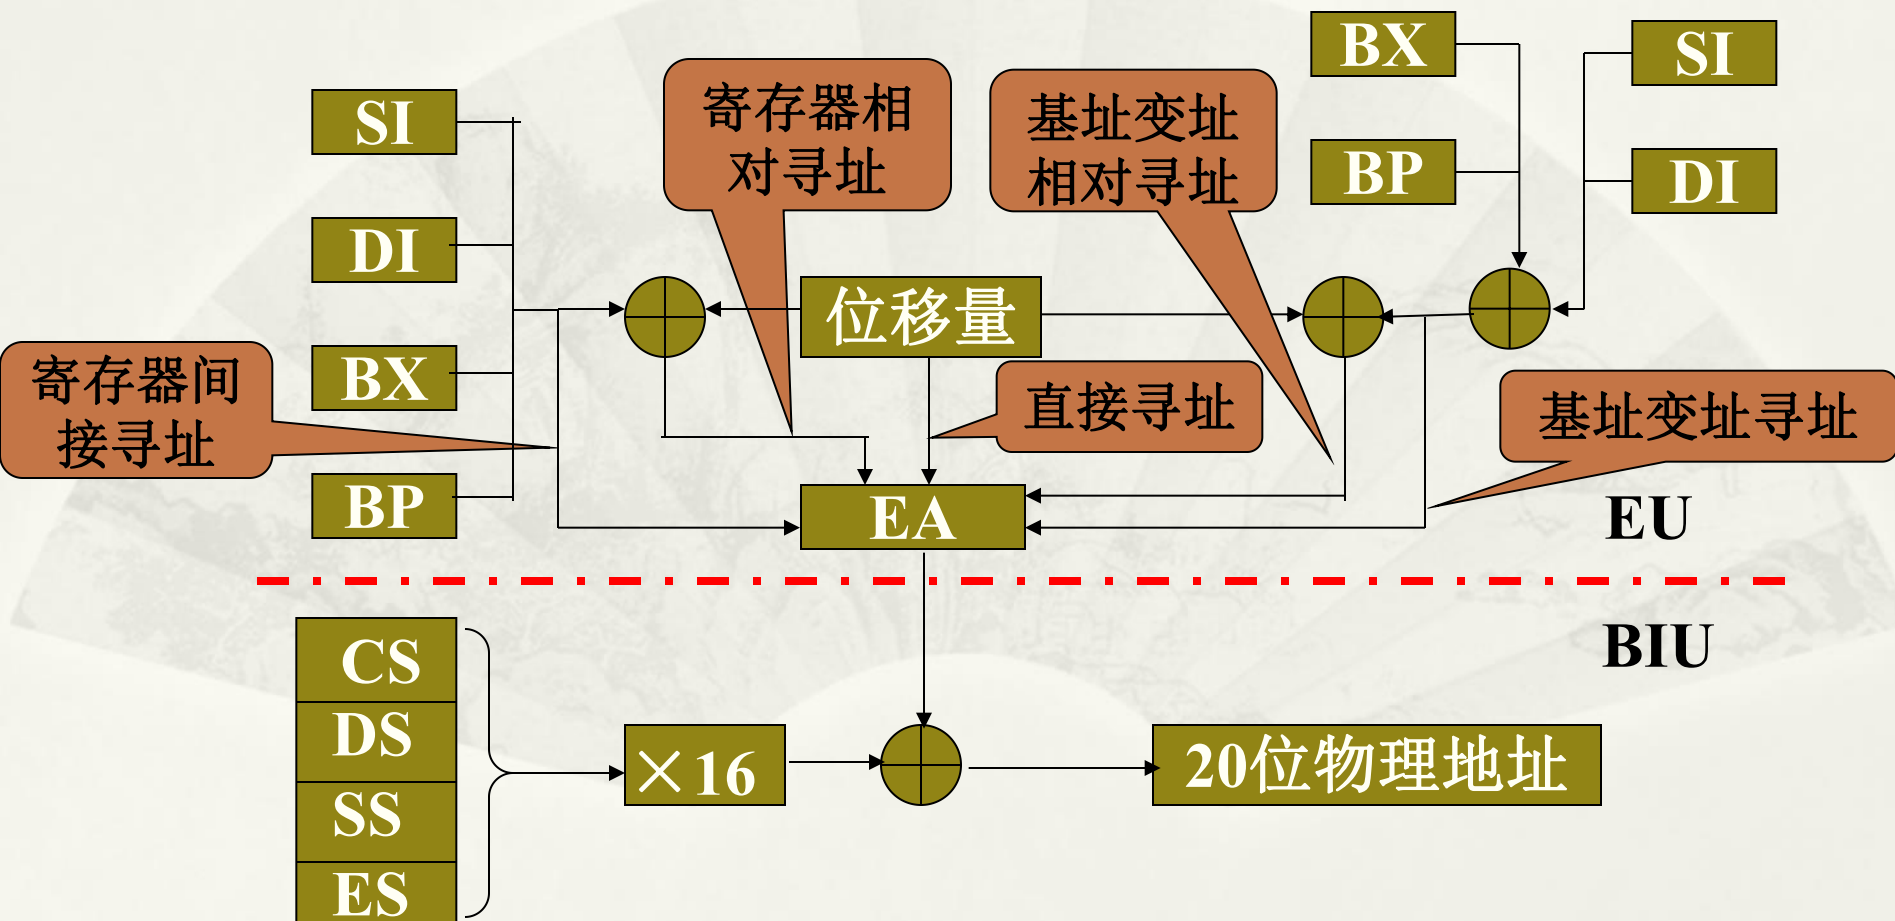 BX
SI
SI
寄存器相
对寻址
基址变址
相对寻址
BP
DI
DI
位移量
寄存器间
接寻址
BX
直接寻址
基址变址寻址
BP
EA
EU
BIU
CS
DS
×16
20位物理地址
SS
ES